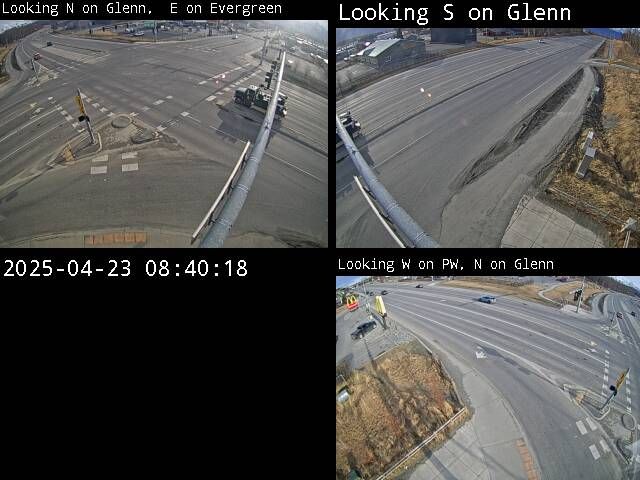 Looking N on Glenn, E on Evergreen
Looking S on Glenn
2025-04-23 08:40:18
Looking W on PW, N on Glenn